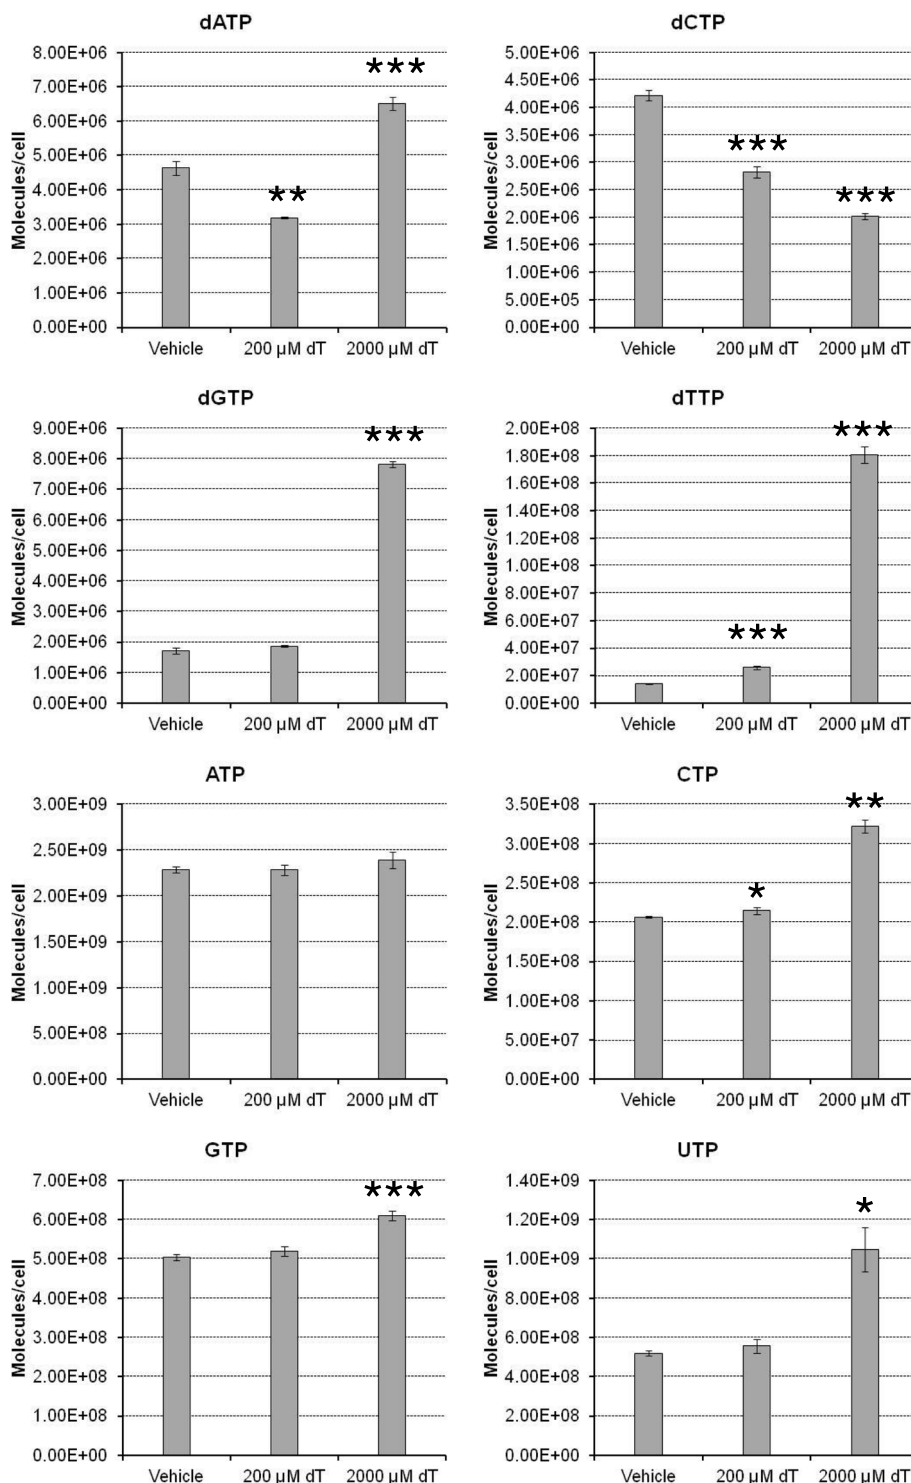 dATP
8.00E+06
7.00E+06
6.00E+06
5.00E+06
4.00E+06
3.00E+06
2.00E+06
1.00E+06
0.00E+00
Molecules/cell
★★
★★★
Vehicle 200 µM dT 2000 µM dT
dCTP
5.00E+06
4.50E+06
4.00E+06
3.50E+06
3.00E+06
2.50E+06
2.00E+06
1.50E+06
1.00E+06
5.00E+05
0.00E+00
Molecules/cell
★★★
★★★
Vehicle 200 µM dT 2000 µM dT
dGTP
9.00E+06
8.00E+06
7.00E+06
6.00E+06
5.00E+06
4.00E+06
3.00E+06
2.00E+06
1.00E+06
0.00E+00
Molecules/cell
★★★
Vehicle 200 µM dT 2000 µM dT
dTTP
2.00E+08
1.80E+08
1.60E+08
1.40E+08
1.20E+08
1.00E+08
8.00E+07
6.00E+07
4.00E+07
2.00E+07
0.00E+00
Molecules/cell
★★★
★★★
Vehicle 200 µM dT 2000 µM dT
ATP
3.00E+09
2.50E+09
2.00E+09
1.50E+09
1.00E+09
5.00E+08
0.00E+00
Molecules/cell
Vehicle 200 µM dT 2000 µM dT
CTP
3.50E+08
3.00E+08
2.50E+08
2.00E+08
1.50E+08
1.00E+08
5.00E+07
0.00E+00
Molecules/cell
★
★★
Vehicle 200 µM dT 2000 µM dT
GTP
7.00E+08
6.00E+08
5.00E+08
4.00E+08
3.00E+08
2.00E+08
1.00E+08
0.00E+00
Molecules/cell
★★★
Vehicle 200 µM dT 2000 µM dT
UTP
1.40E+09
1.20E+09
1.00E+09
8.00E+08
6.00E+08
4.00E+08
2.00E+08
0.00E+00
Molecules/cell
★
Vehicle 200 µM dT 2000 µM dT